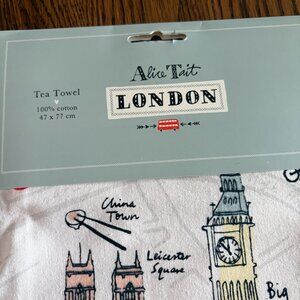 Alice Tait
Tea Towel
LONDON
100% cotton
47 x 77 cm
China
Town
Leicester
Square
Big